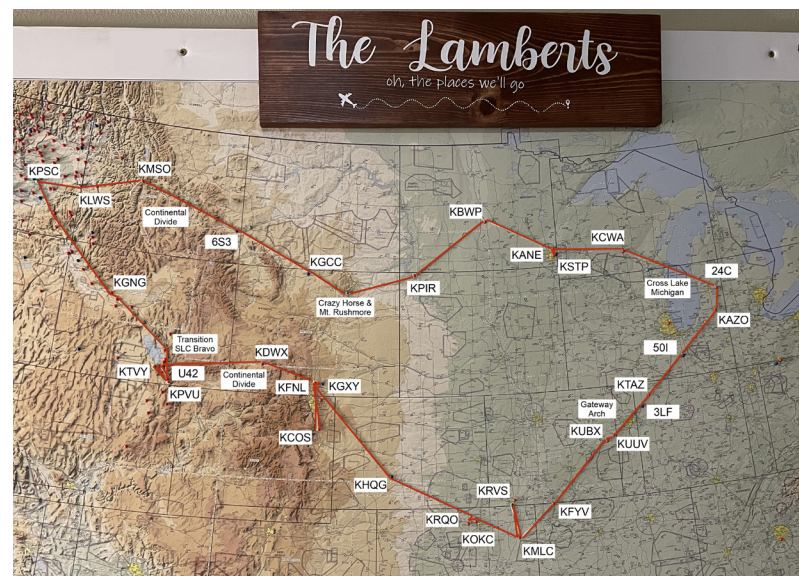 The Lamberts
oh, the places we'll go
KPSC
KMSO
KLWS
Continental
Divide
6S3
KGCC
Crazy Horse &
Mt. Rushmore
KPIR
KBWP
KANE
KSTP
KCWA
24C
Cross Lake
Michigan
KAZO
50I
KTAZ
3LF
Gateway
Arch
KUBX
KUUV
KFYV
KMLC
KRVS
KRQO
KOKC
KHQG
KGXY
KFNL
KCOS
KDWX
Continental
Divide
U42
KTVY
KPVU
Transition
SLC Bravo
KGNG